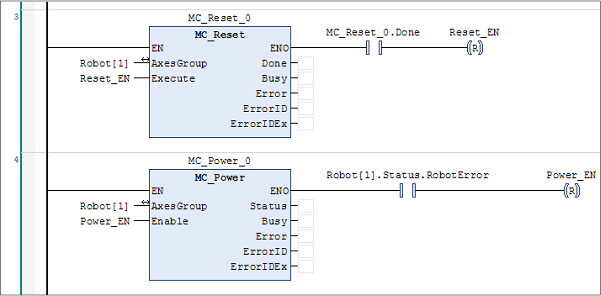 3
MC_Reset_0
MC_Reset MC_Reset_0.Done Reset_EN
EN ENO (R)
Robot[1] AxesGroup Done
Reset_EN Execute Busy
Error
ErrorID
ErrorIDEx
4
MC_Power_0
MC_Power Robot[1].Status.RobotError Power_EN
EN ENO (R)
Robot[1] AxesGroup Status
Power_EN Enable Busy
Error
ErrorID
ErrorIDEx